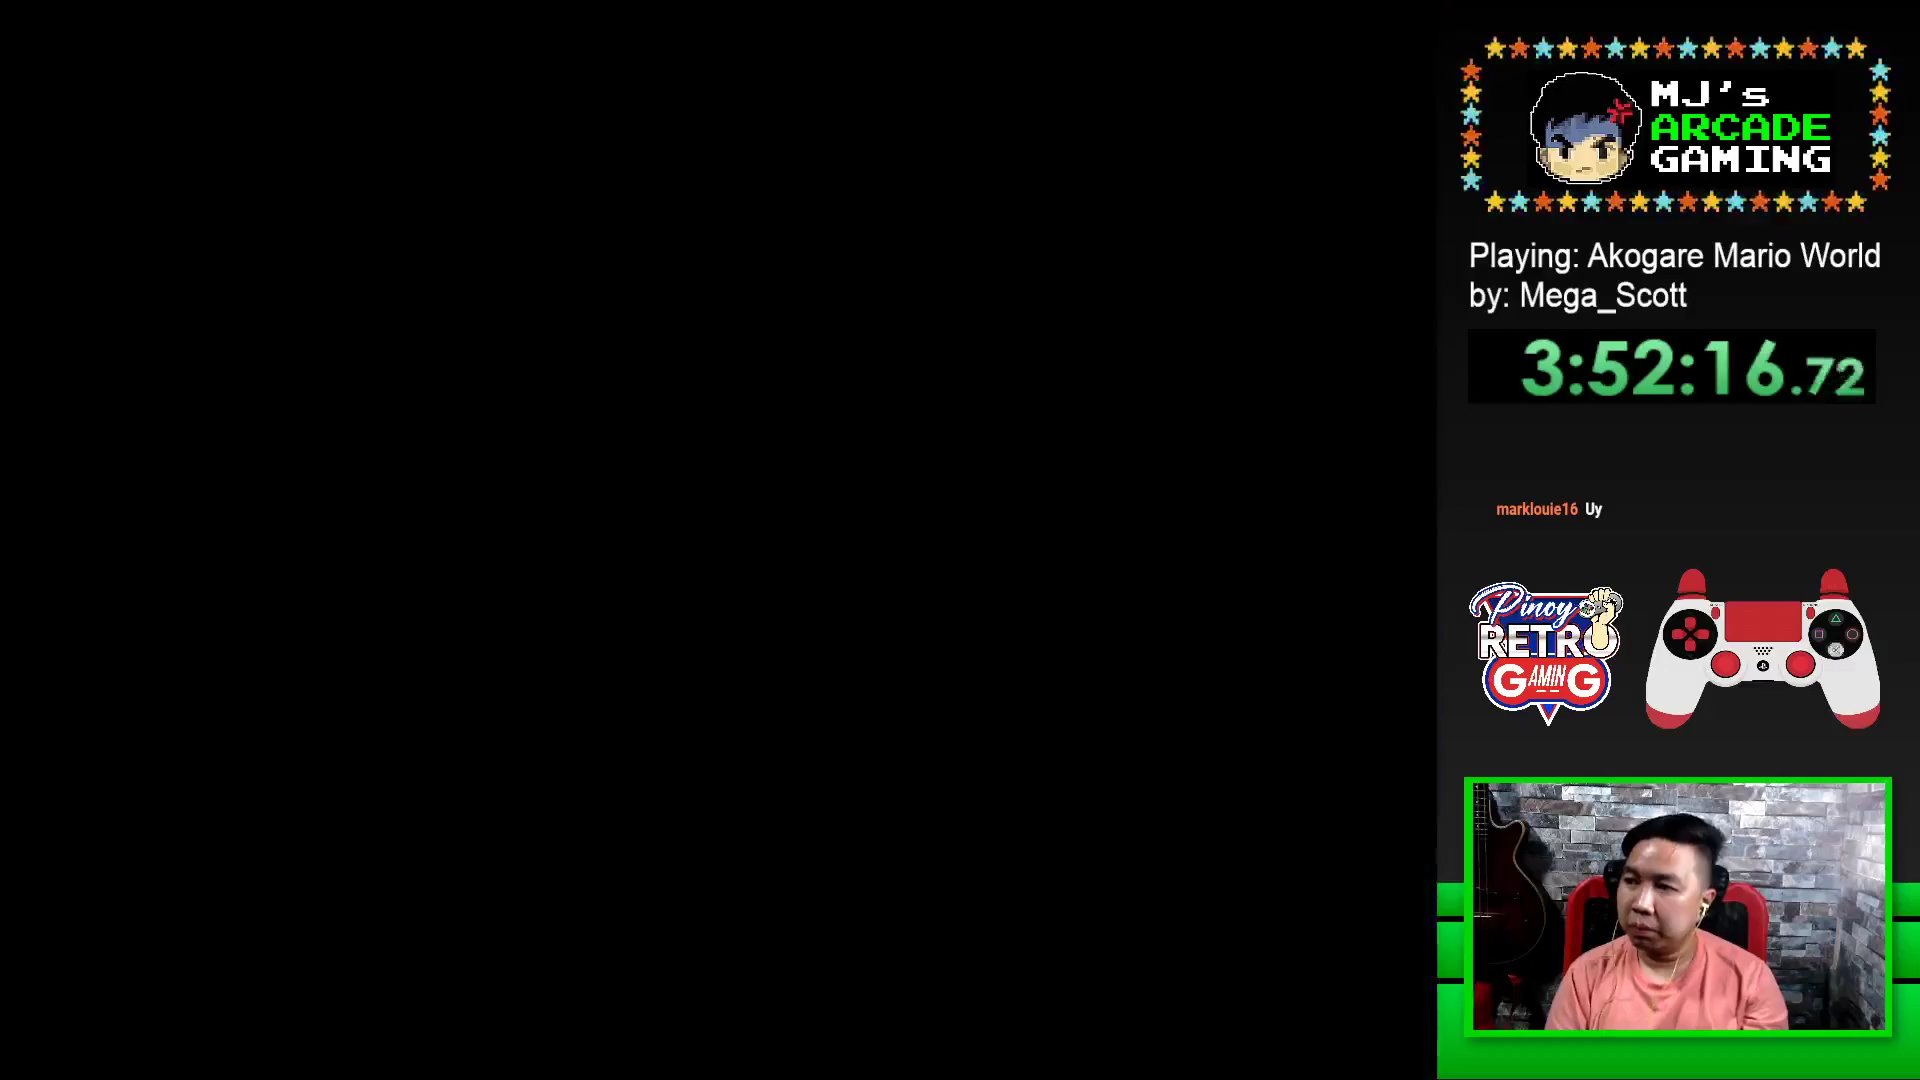 MJ's
ARCADE
GAMING
Playing: Akogare Mario World
by: Mega_Scott
3:52:16.72
marklouie16 Uy
Pinoy
RETRO
GAMING